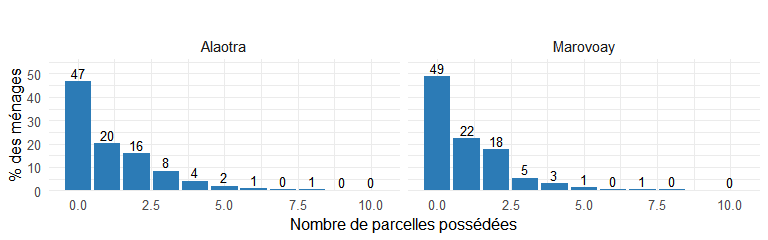 Alaotra Marovoay
% des ménages
50
40
30
20
10
0
47 20 16 8 4 2 1 0 1 0 0
49 22 18 5 3 1 0 1 0 0
0.0 2.5 5.0 7.5 10.0 0.0 2.5 5.0 7.5 10.0
Nombre de parcelles possédées